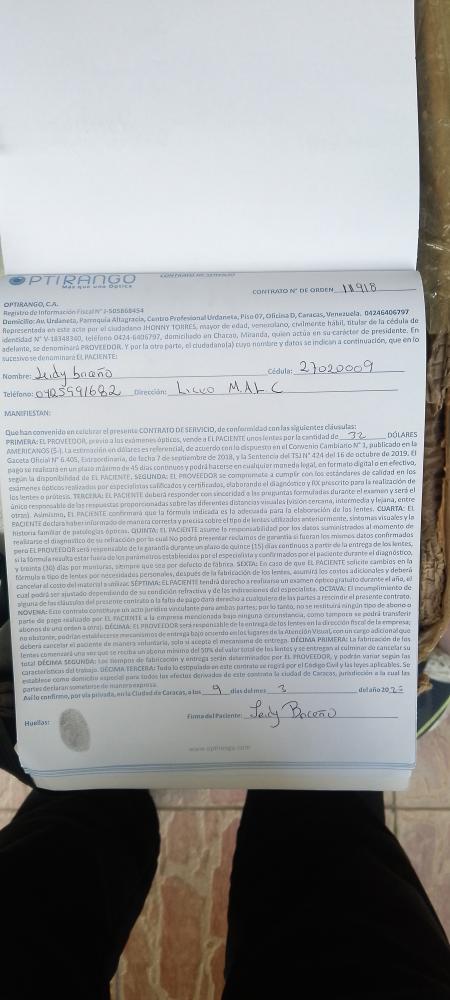 OPTIRANGO
Más que una Óptica
CONTRATO DE SERVICIO
CONTRATO N° DE ORDEN 11918
OPTIRANGO, C.A.
Registro de Información Fiscal N° J-505868454
Domicilio: Av. Urdaneta, Parroquia Altagracia, Centro Profesional Urdaneta, Piso 07, Oficina D, Caracas, Venezuela. 04246406797
Representada en este acto por el ciudadano JHONNY TORRES, mayor de edad, venezolano, civilmente hábil, titular de la cédula de
identidad N° V-18348340, teléfono 0424-6406797, domiciliado en Chacao, Miranda, quien actúa en su carácter de presidente. En
adelante, se denominará PROVEEDOR. Y por la otra parte, el ciudadano(a) cuyo nombre y datos se indican a continuación, que en lo
sucesivo se denominará EL PACIENTE:
Nombre: Leidy briceño Cédula: 27020009
Teléfono: 04125591682 Dirección: Liceo MALC
MANIFIESTAN:
Que han convenido en celebrar el presente CONTRATO DE SERVICIO, de conformidad con las siguientes cláusulas:
PRIMERA: EL PROVEEDOR, previo a los exámenes ópticos, vende a EL PACIENTE unos lentes por la cantidad de 32 DÓLARES
AMERICANOS ($-). La estimación en dólares es referencial, de acuerdo con lo dispuesto en el Convenio Cambiario N° 1, publicado en la
Gaceta Oficial N° 6.405, Extraordinaria, de fecha 7 de septiembre de 2018, y la Sentencia del TSJ N° 424 del 16 de octubre de 2019. El
pago se realizará en un plazo máximo de 45 días continuos y podrá hacerse en cualquier moneda legal, en formato digital o en efectivo,
según la disponibilidad de EL PACIENTE. SEGUNDA: EL PROVEEDOR se compromete a cumplir con los estándares de calidad en los
exámenes ópticos realizados por especialistas calificados y certificados, elaborando el diagnóstico y RX prescrito para la realización de
los lentes o prótesis. TERCERA: EL PACIENTE deberá responder con sinceridad a las preguntas formuladas durante el examen y será el
único responsable de las respuestas proporcionadas sobre las diferentes distancias visuales (visión cercana, intermedia y lejana, entre
otras). Asimismo, EL PACIENTE confirmará que la fórmula indicada es la adecuada para la elaboración de los lentes. CUARTA: EL
PACIENTE declara haber informado de manera correcta y precisa sobre el tipo de lentes utilizados anteriormente, síntomas visuales y la
historia familiar de patologías ópticas. QUINTA: EL PACIENTE asume la responsabilidad por los datos suministrados al momento de
realizarse el diagnóstico de su refracción por lo cual No podrá presentar reclamos de garantía si fueran los mismos datos confirmados
pero EL PROVEEDOR será responsable de la garantía durante un plazo de quince (15) días continuos a partir de la entrega de los lentes,
si la fórmula resulta estar fuera de los parámetros establecidos por el especialista y confirmados por el paciente durante el diagnóstico,
y treinta (30) días por monturas, siempre que sea por defecto de fábrica. SEXTA: En caso de que EL PACIENTE solicite cambios en la
fórmula o tipo de lentes por necesidades personales, después de la fabricación de los lentes, asumirá los costos adicionales y deberá
cancelar el costo del material a utilizar. SÉPTIMA: EL PACIENTE tendrá derecho a realizarse un examen óptico gratuito durante el año, el
cual podrá ser ajustado dependiendo de su condición refractiva y de las indicaciones del especialista. OCTAVA: El incumplimiento de
alguna de las cláusulas del presente contrato o la falta de pago dará derecho a cualquiera de las partes a rescindir el presente contrato.
NOVENA: Este contrato constituye un acto jurídico vinculante para ambas partes; por lo tanto, no se restituirá ningún tipo de abono o
parte de pago realizado por EL PACIENTE a la empresa mencionada bajo ninguna circunstancia, como tampoco se podrá transferir
abonos de una orden a otra. DÉCIMA: EL PROVEEDOR será responsable de la entrega de los lentes en la dirección fiscal de la empresa;
no obstante, podrían establecerse mecanismos de entrega bajo acuerdo en los lugares de la Atención Visual, con un cargo adicional que
deberá cancelar el paciente de manera voluntaria, solo si acepta el mecanismo de entrega. DÉCIMA PRIMERA: La fabricación de los
lentes comenzará una vez que se reciba un abono mínimo del 50% del valor total de los lentes y se entregan al culminar de cancelar su
total DÉCIMA SEGUNDA: Los tiempos de fabricación y entrega serán determinados por EL PROVEEDOR, y podrán variar según las
características del trabajo. DÉCIMA TERCERA: Todo lo estipulado en este contrato se regirá por el Código Civil y las leyes aplicables. Se
establece como domicilio especial para todos los efectos derivados de este contrato la ciudad de Caracas, jurisdicción a la cual las
partes declaran someterse de manera expresa.
Así lo confirmo, por vía privada, en la Ciudad de Caracas, a los 9 días del mes 3 del año 20
Huellas:
Firma del Paciente: Leidy Briceño
www.optirango.com